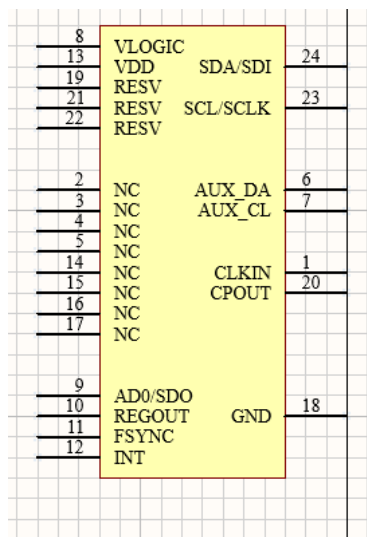 8 VLOGIC
13 VDD SDA/SDI 24
19 RESV
21 RESV SCL/SCLK 23
22 RESV
2 NC AUX_DA 6
3 NC AUX_CL 7
4 NC
5 NC
14 NC CLKIN 1
15 NC CPOUT 20
16 NC
17 NC
9 AD0/SDO
10 REGOUT GND 18
11 FSYNC
12 INT